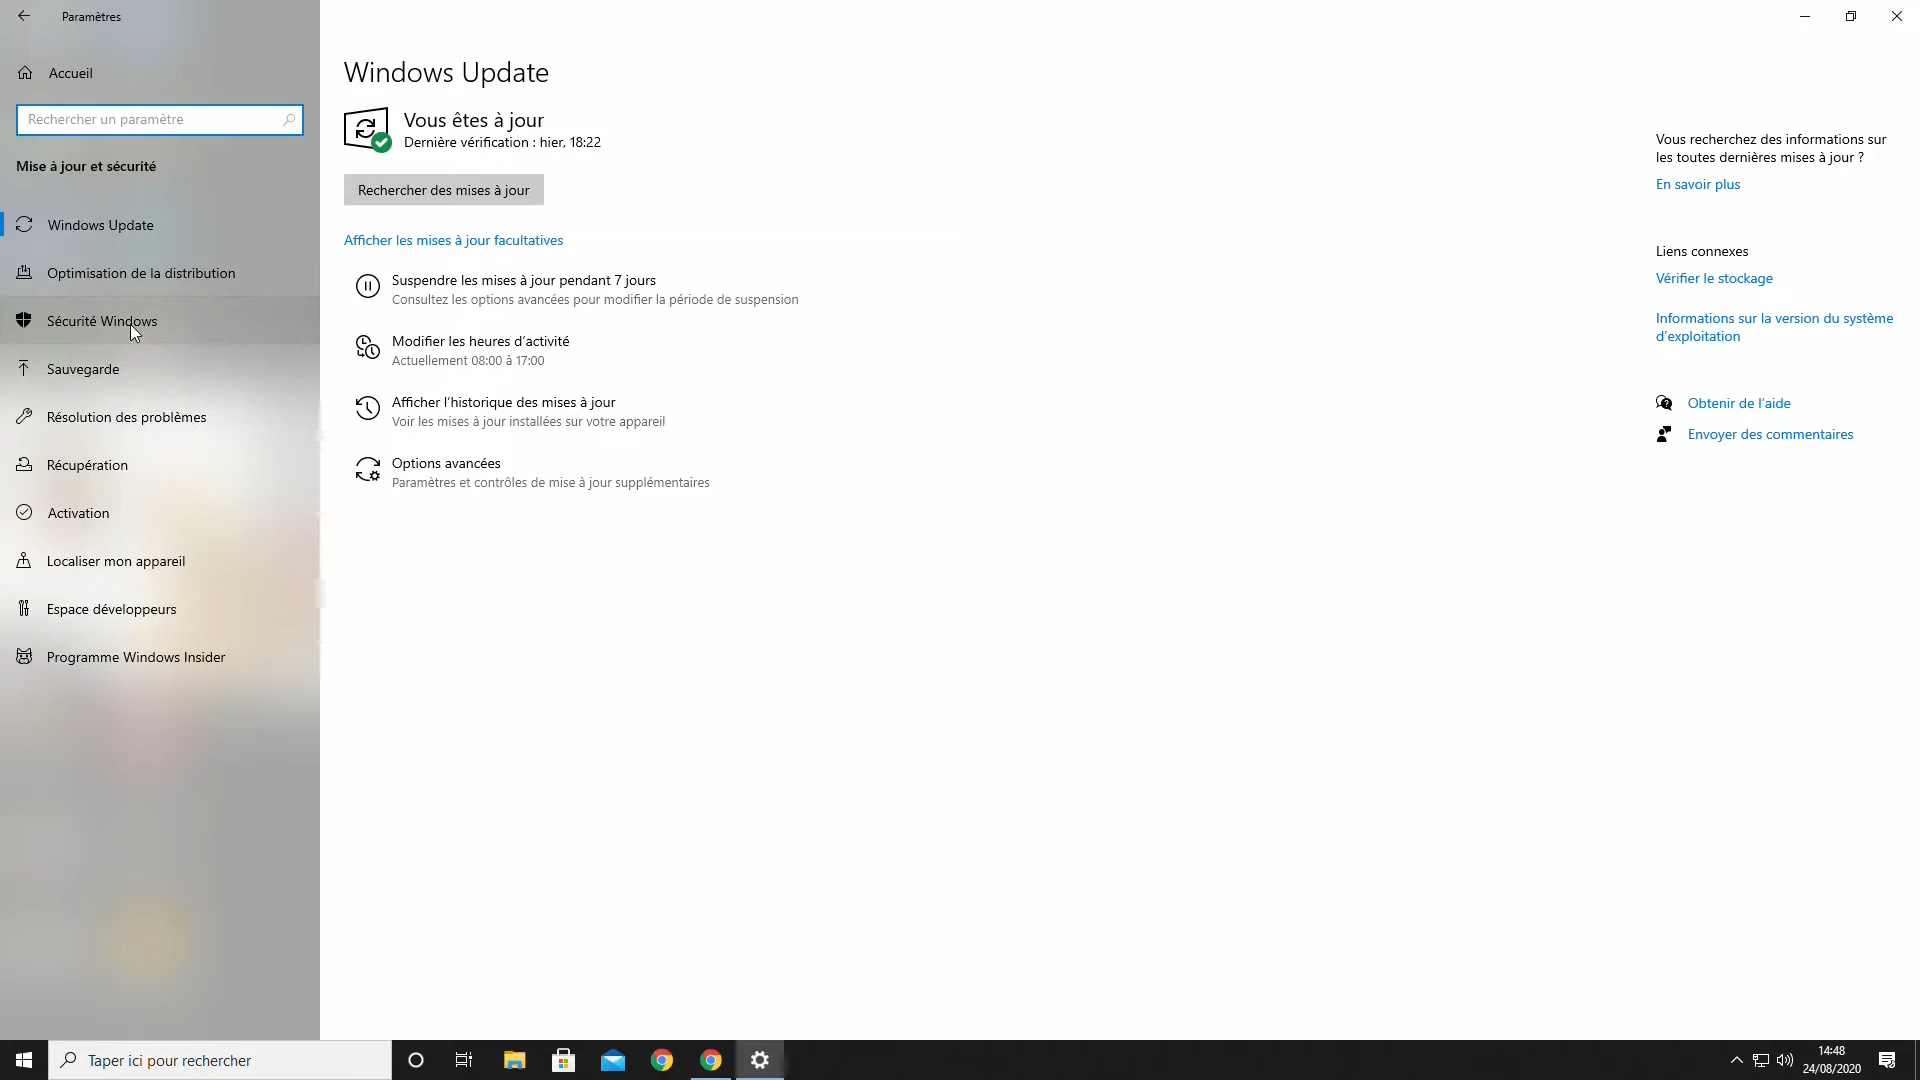 Paramètres
Accueil
Rechercher un paramètre
Mise à jour et sécurité
Windows Update
Optimisation de la distribution
Sécurité Windows
Sauvegarde
Résolution des problèmes
Récupération
Activation
Localiser mon appareil
Espace développeurs
Programme Windows Insider
Windows Update
Vous êtes à jour
Dernière vérification : hier, 18:22
Rechercher des mises à jour
Afficher les mises à jour facultatives
Suspendre les mises à jour pendant 7 jours
Consultez les options avancées pour modifier la période de suspension
Modifier les heures d’activité
Actuellement 08:00 à 17:00
Afficher l’historique des mises à jour
Voir les mises à jour installées sur votre appareil
Options avancées
Paramètres et contrôles de mise à jour supplémentaires
Vous recherchez des informations sur
les toutes dernières mises à jour ?
En savoir plus
Liens connexes
Vérifier le stockage
Informations sur la version du système
d’exploitation
Obtenir de l’aide
Envoyer des commentaires
Taper ici pour rechercher
14:48
24/08/2020